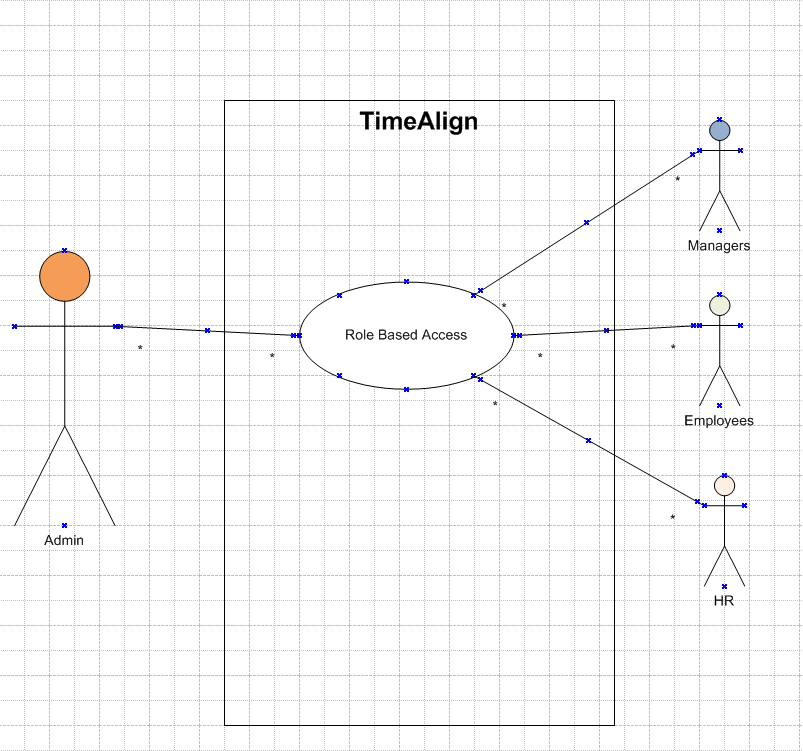 TimeAlign
*
Managers
*
Role Based Access
*
*
*
*
*
Employees
*
Admin
HR